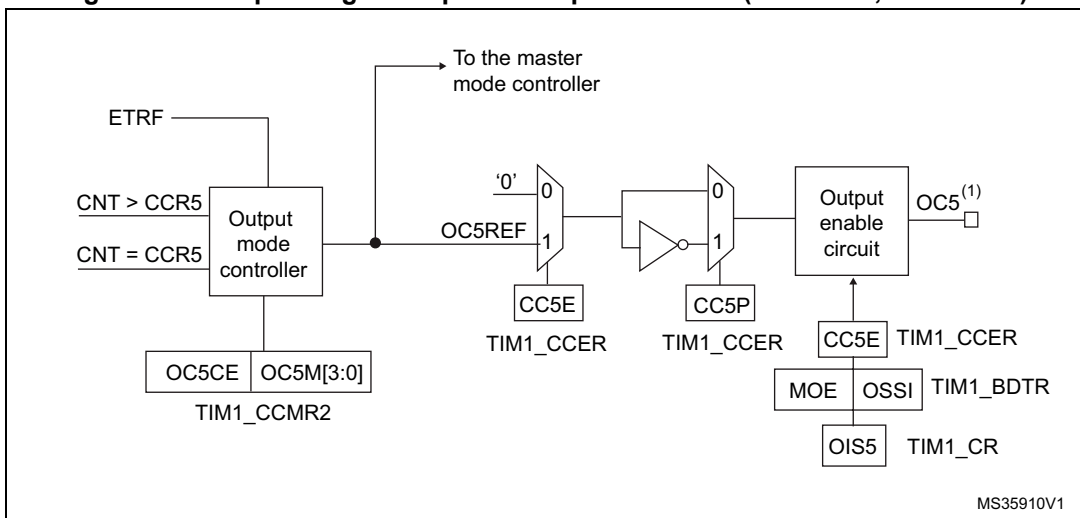 To the master
mode controller
ETRF
CNT > CCR5
CNT = CCR5
Output
mode
controller
OC5REF
'0'
0
1
0
1
Output
enable
circuit
OC5(1)
CC5E
TIM1_CCER
CC5P
TIM1_CCER
CC5E TIM1_CCER
MOE OSSI TIM1_BDTR
OIS5 TIM1_CR
OC5CE OC5M[3:0]
TIM1_CCMR2
MS35910V1